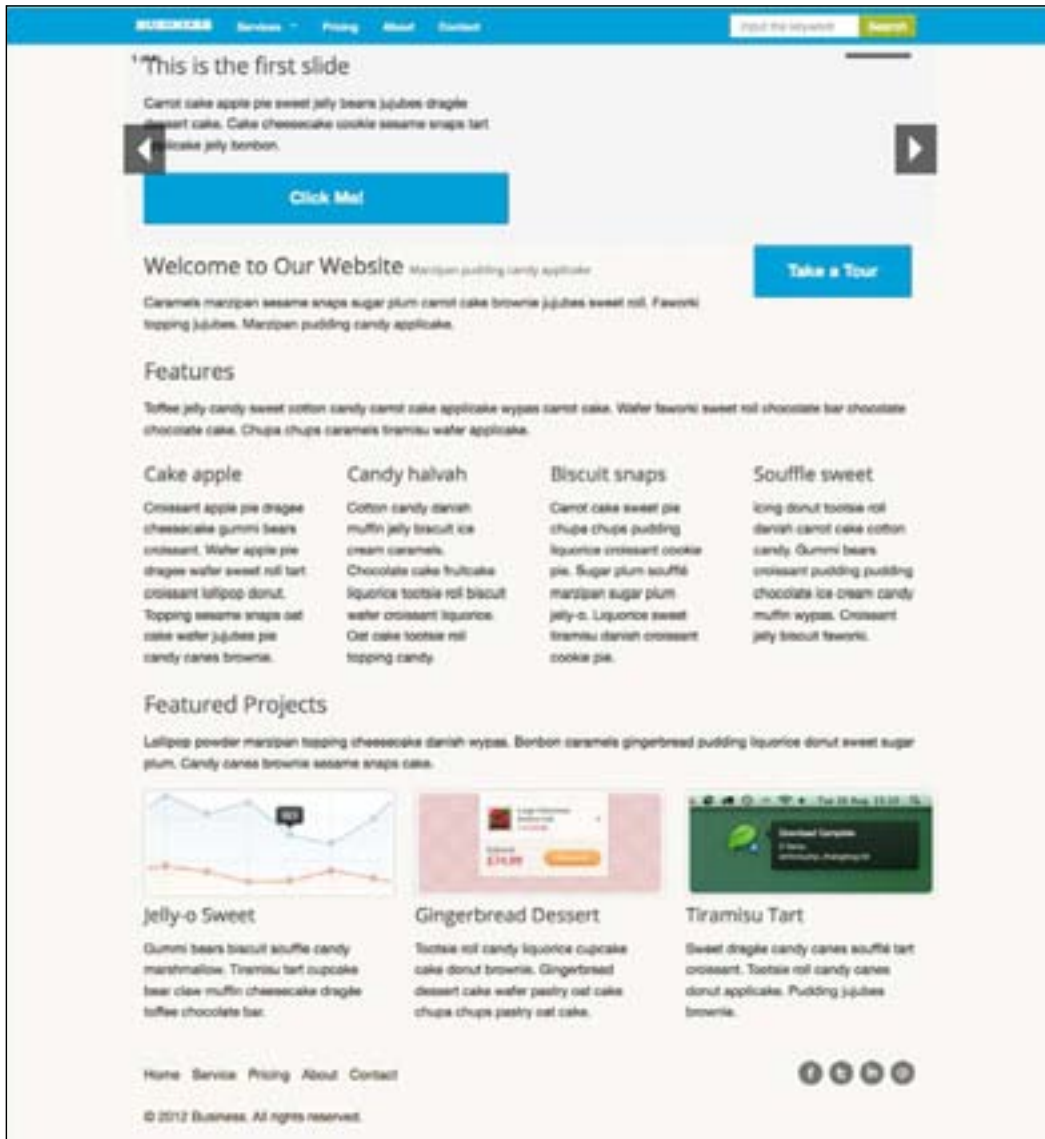 BUSINESS Services Pricing About Contact Input the keyword Search
This is the first slide
Carrot cake apple pie sweet jelly beans jujubes dragée
dessert cake. Cake cheesecake cookie sesame snaps tart
applicake jelly bonbon.
Click Me!
Welcome to Our Website Marzipan pudding candy applicake
Take a Tour
Caramels marzipan sesame snaps sugar plum carrot cake brownie jujubes sweet roll. Faworki
topping jujubes. Marzipan pudding candy applicake.
Features
Toffee jelly candy sweet cotton candy carrot cake applicake wypas carrot cake. Wafer faworki sweet roll chocolate bar chocolate
chocolate cake. Chupa chups caramels tiramisu wafer applicake.
Cake apple
Croissant apple pie dragee
cheesecake gummi bears
croissant. Wafer apple pie
dragee wafer sweet roll tart
croissant lollipop donut.
Topping sesame snaps oat
cake wafer jujubes pie
candy canes brownie.
Candy halvah
Cotton candy danish
muffin jelly biscuit ice
cream caramels.
Chocolate cake fruitcake
liquorice tootsie roll biscuit
wafer croissant liquorice.
Oat cake tootsie roll
topping candy.
Biscuit snaps
Carrot cake sweet pie
chupa chups pudding
liquorice croissant cookie
pie. Sugar plum soufflé
marzipan sugar plum
jelly-o. Liquorice sweet
tiramisu danish croissant
cookie pie.
Souffle sweet
Icing donut tootsie roll
danish carrot cake cotton
candy. Gummi bears
croissant pudding pudding
chocolate ice cream candy
muffin wypas. Croissant
jelly biscuit faworki.
Featured Projects
Lollipop powder marzipan topping cheesecake danish wypas. Bonbon caramels gingerbread pudding liquorice donut sweet sugar
plum. Candy canes brownie sesame snaps cake.
Download Complete
Jelly-o Sweet
Gummi bears biscuit souffle candy
marshmallow. Tiramisu tart cupcake
bear claw muffin cheesecake dragée
toffee chocolate bar.
Gingerbread Dessert
Tootsie roll candy liquorice cupcake
cake donut brownie. Gingerbread
dessert cake wafer pastry oat cake
chupa chups pastry oat cake.
Tiramisu Tart
Sweet dragée candy canes soufflé tart
croissant. Tootsie roll candy canes
donut applicake. Pudding jujubes
brownie.
Home Service Pricing About Contact
© 2012 Business. All rights reserved.